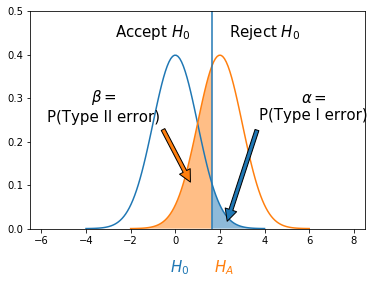 0.5
Accept H₀ Reject H₀
0.4
0.3
β = α =
P(Type II error) P(Type I error)
0.2
0.1
0.0
−6 −4 −2 0 2 4 6 8
H₀ H_A